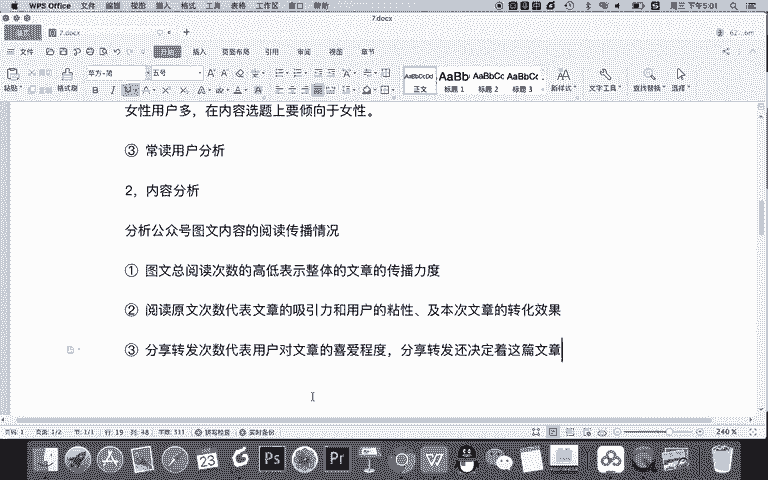 WPS Office 文件 编辑 视图 插入 格式 工具 表格 工作区 窗口 帮助
周三 下午5:01
7.docx
7.docx
文件 开始 插入 页面布局 引用 审阅 视图 章节
粘贴 格式刷 华方-简 五号 AaBbCcDd 正文 AaBb 标题 1 AaBbCc 标题 2 AaBbCc 标题 3 新样式 文字工具 查找替换 选择
女性用户多，在内容选题上要倾向于女性。
③ 常读用户分析
2，内容分析
分析公众号图文内容的阅读传播情况
① 图文总阅读次数的高低表示整体的文章的传播力度
② 阅读原文次数代表文章的吸引力和用户的粘性、及本次文章的转化效果
③ 分享转发次数代表用户对文章的喜爱程度，分享转发还决定着这篇文章
页码: 1 页面: 1/2 节: 1/1 行: 19 列: 38 字数: 511 拼写检查 实时备份 240 %
23 Ps Pr